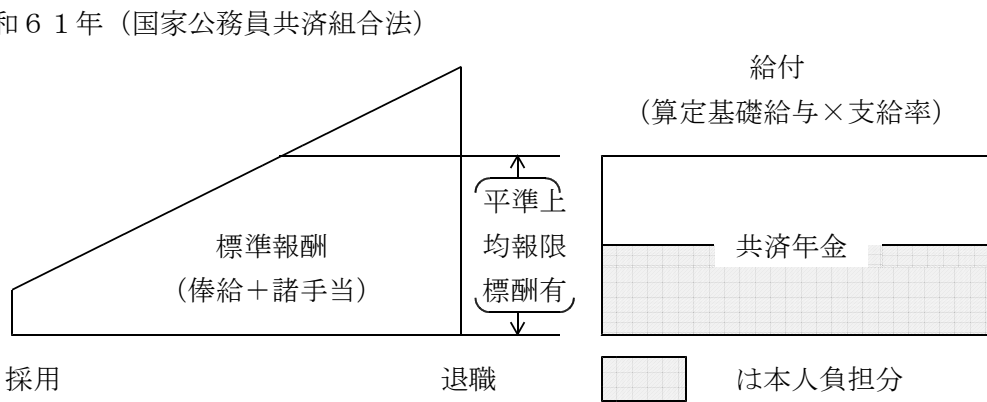 和６１年（国家公務員共済組合法）
給付
（算定基礎給与×支給率）
標準報酬
（俸給＋諸手当）
平準上
均報限
標酬有
共済年金
採用
退職
は本人負担分